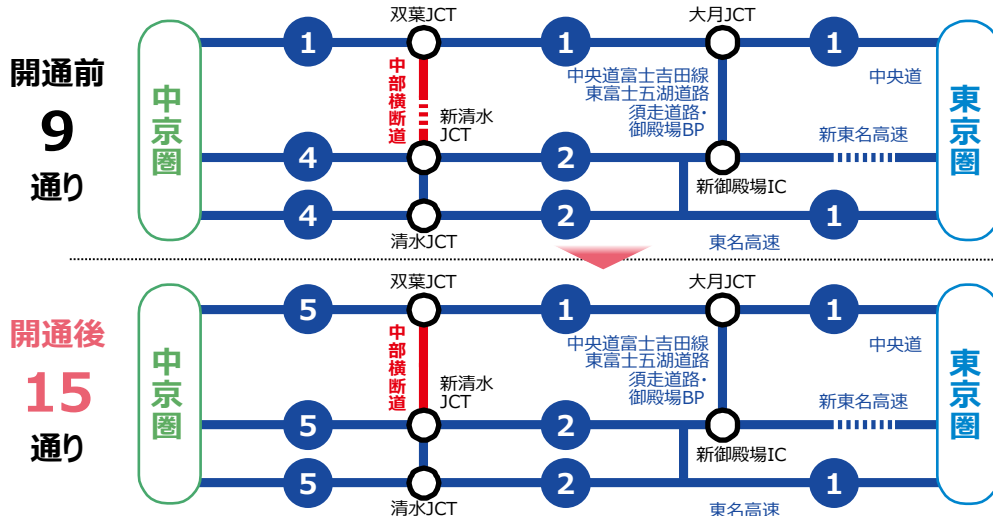 開通前
9
通り
中京圏
東京圏
双葉JCT
大月JCT
1
1
1
中部横断道
中央道富士吉田線
東富士五湖道路
須走道路・
御殿場BP
中央道
新清水
JCT
新東名高速
4
2
新御殿場IC
4
2
1
清水JCT
東名高速
開通後
15
通り
中京圏
東京圏
双葉JCT
大月JCT
5
1
1
中部横断道
中央道富士吉田線
東富士五湖道路
須走道路・
御殿場BP
中央道
新清水
JCT
新東名高速
5
2
新御殿場IC
5
2
1
清水JCT
東名高速